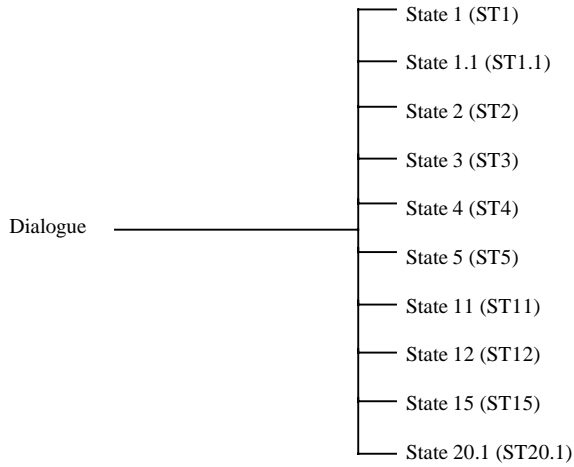 State 1 (ST1)
State 1.1 (ST1.1)
State 2 (ST2)
State 3 (ST3)
State 4 (ST4)
Dialogue
State 5 (ST5)
State 11 (ST11)
State 12 (ST12)
State 15 (ST15)
State 20.1 (ST20.1)